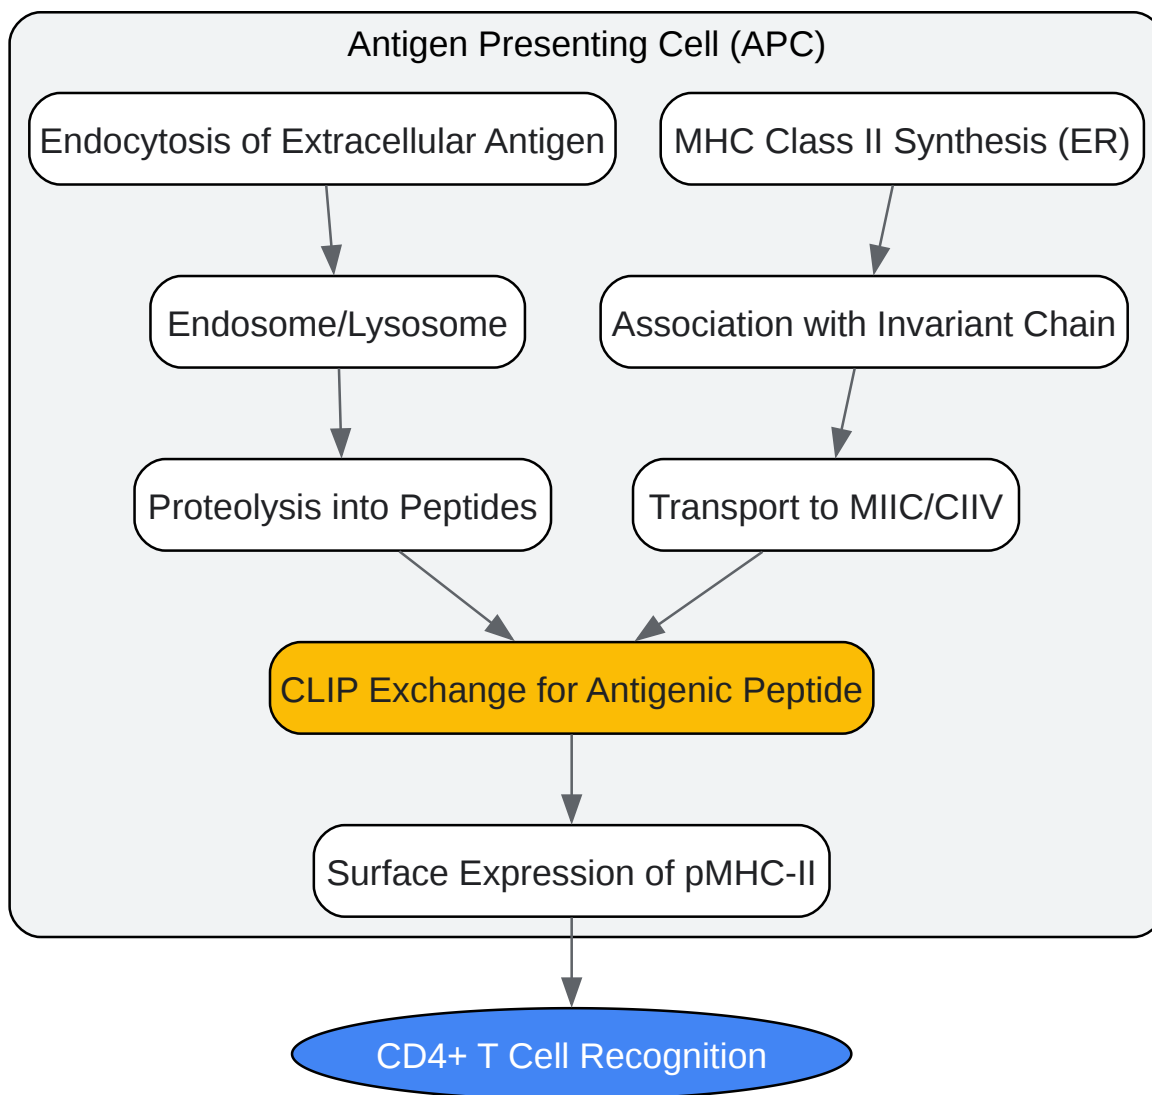 Antigen Presenting Cell (APC)
Endocytosis of Extracellular Antigen
MHC Class II Synthesis (ER)
Endosome/Lysosome
Association with Invariant Chain
Proteolysis into Peptides
Transport to MIIC/CIIV
CLIP Exchange for Antigenic Peptide
Surface Expression of pMHC-II
CD4+ T Cell Recognition